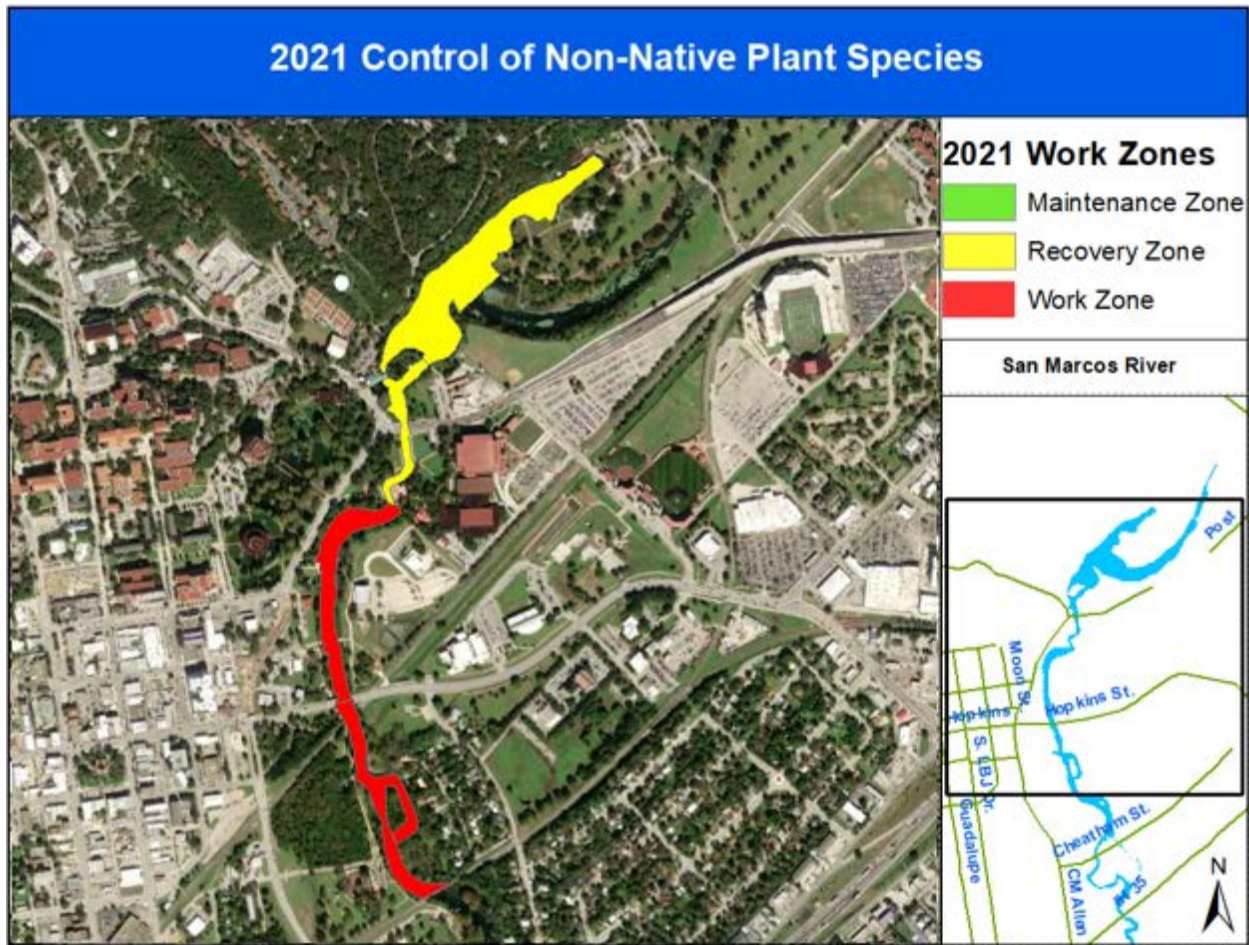 2021 Control of Non-Native Plant Species
2021 Work Zones
Maintenance Zone
Recovery Zone
Work Zone
San Marcos River
Post
Moon St.
Hopkins
Hopkins St.
S. LBJ Dr.
Guadalupe
Cheatham St.
CM Allen
IH 35
N